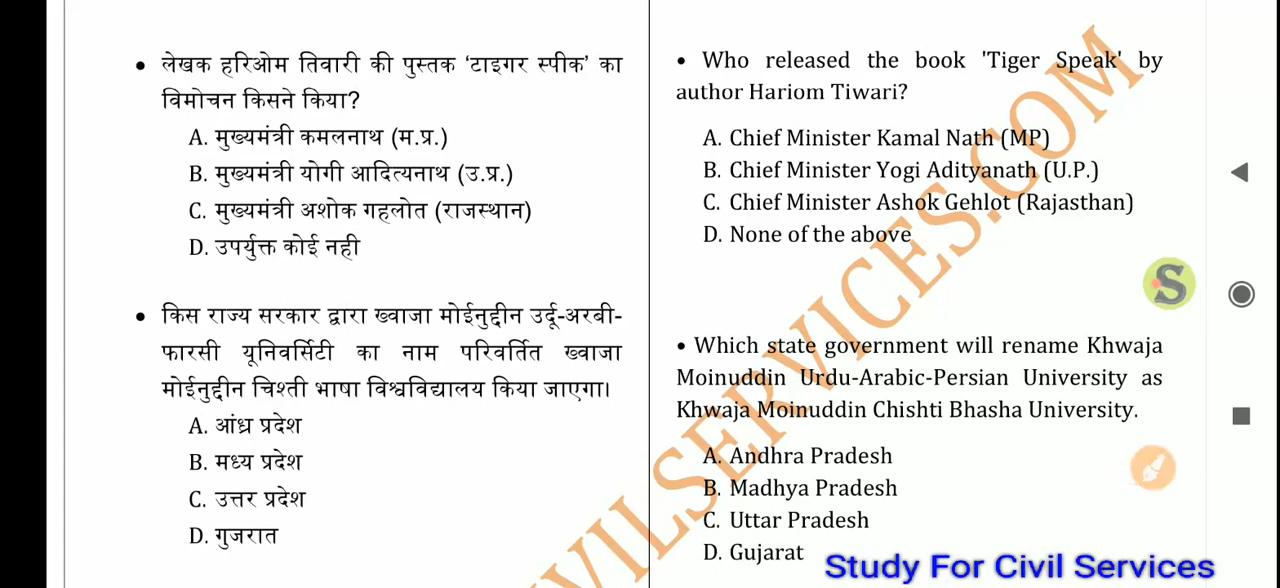 • लेखक हरिओम तिवारी की पुस्तक ‘टाइगर स्पीक’ का
विमोचन किसने किया?
A. मुख्यमंत्री कमलनाथ (म.प्र.)
B. मुख्यमंत्री योगी आदित्यनाथ (उ.प्र.)
C. मुख्यमंत्री अशोक गहलोत (राजस्थान)
D. उपर्युक्त कोई नही
• किस राज्य सरकार द्वारा ख्वाजा मोईनुद्दीन उर्दू-अरबी-
फारसी यूनिवर्सिटी का नाम परिवर्तित ख्वाजा
मोईनुद्दीन चिश्ती भाषा विश्वविद्यालय किया जाएगा।
A. आंध्र प्रदेश
B. मध्य प्रदेश
C. उत्तर प्रदेश
D. गुजरात
• Who released the book 'Tiger Speak' by
author Hariom Tiwari?
A. Chief Minister Kamal Nath (MP)
B. Chief Minister Yogi Adityanath (U.P.)
C. Chief Minister Ashok Gehlot (Rajasthan)
D. None of the above
• Which state government will rename Khwaja
Moinuddin Urdu-Arabic-Persian University as
Khwaja Moinuddin Chishti Bhasha University.
A. Andhra Pradesh
B. Madhya Pradesh
C. Uttar Pradesh
D. Gujarat
VILSERVICES.COM
S
Study For Civil Services